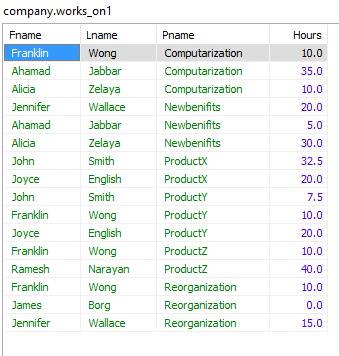 company.works_on1
Fname Lname Pname Hours
Franklin Wong Computarization 10.0
Ahamad Jabbar Computarization 35.0
Alicia Zelaya Computarization 10.0
Jennifer Wallace Newbenifits 20.0
Ahamad Jabbar Newbenifits 5.0
Alicia Zelaya Newbenifits 30.0
John Smith ProductX 32.5
Joyce English ProductX 20.0
John Smith ProductY 7.5
Franklin Wong ProductY 10.0
Joyce English ProductY 20.0
Franklin Wong ProductZ 10.0
Ramesh Narayan ProductZ 40.0
Franklin Wong Reorganization 10.0
James Borg Reorganization 0.0
Jennifer Wallace Reorganization 15.0